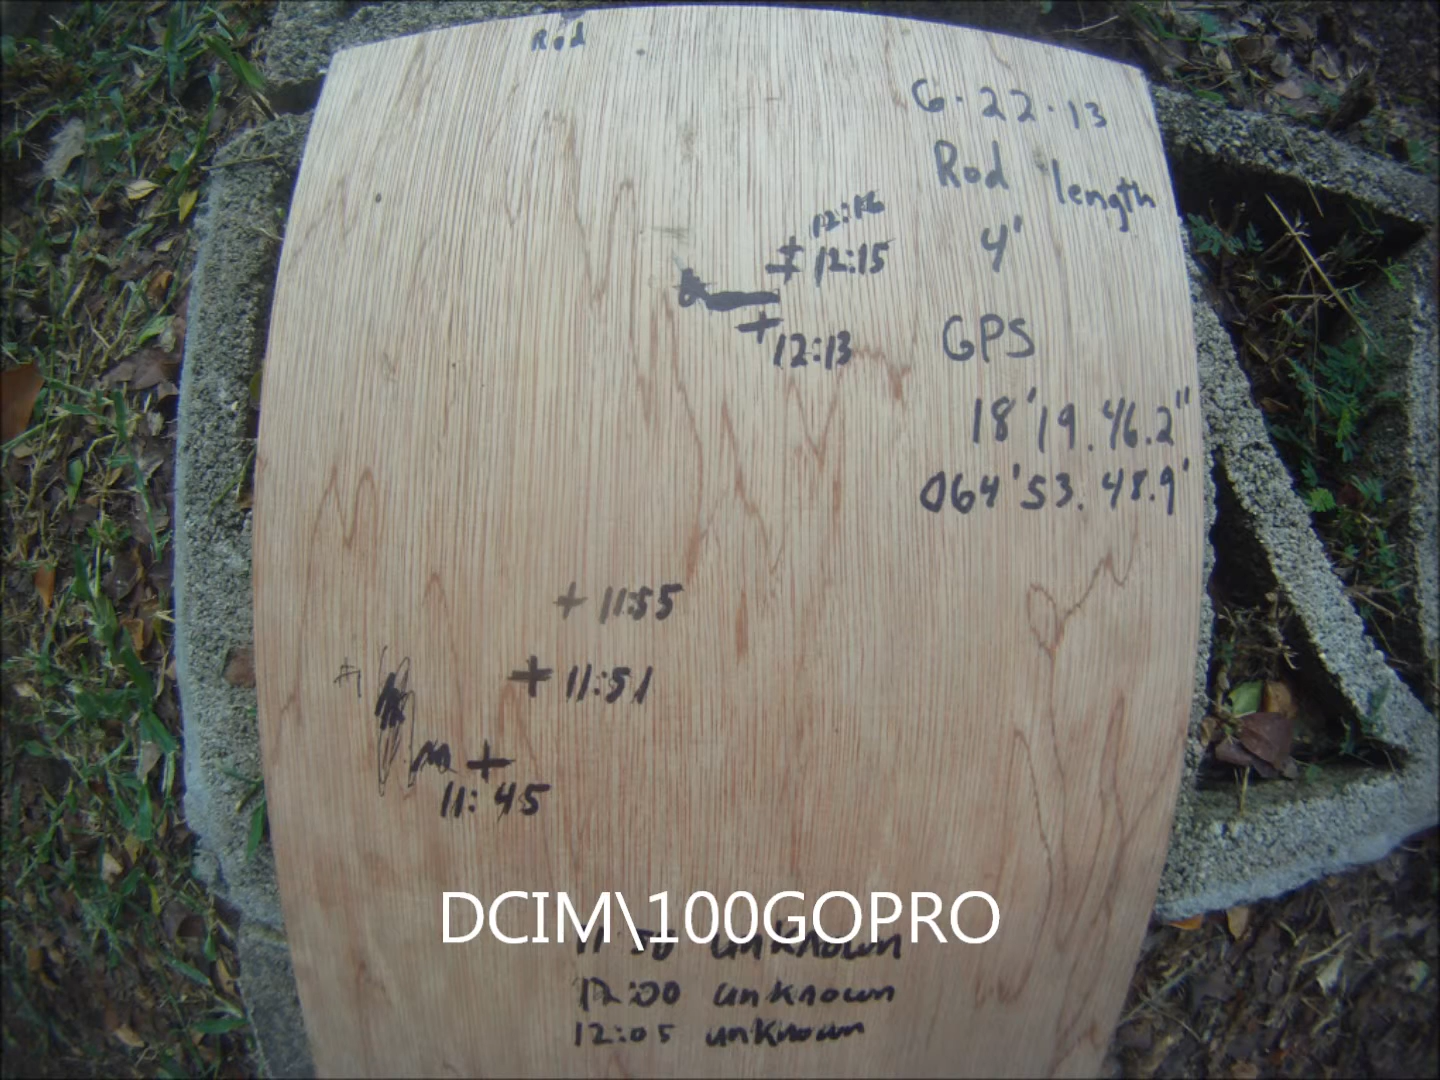 Rod
6.22.13
Rod length
4'
12:16
12:15
12:13
GPS
18'19.46.2"
064'53.48.9'
11:55
11:51
11:45
DCIM\100GOPRO
unknown
12:00 unknown
12:05 unknown